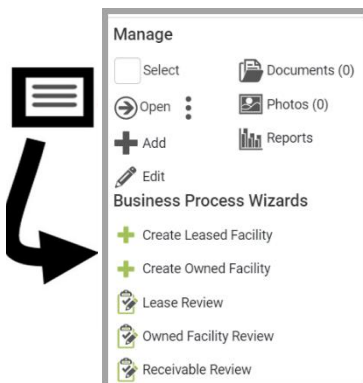 Manage
Select
Documents (0)
Open
Photos (0)
Add
Reports
Edit
Business Process Wizards
Create Leased Facility
Create Owned Facility
Lease Review
Owned Facility Review
Receivable Review